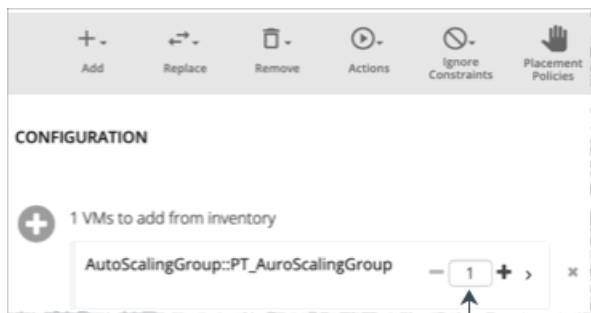 Add
Replace
Remove
Actions
Ignore
Constraints
Placement
Policies
CONFIGURATION
1 VMs to add from inventory
AutoScalingGroup::PT_AuroScalingGroup
1